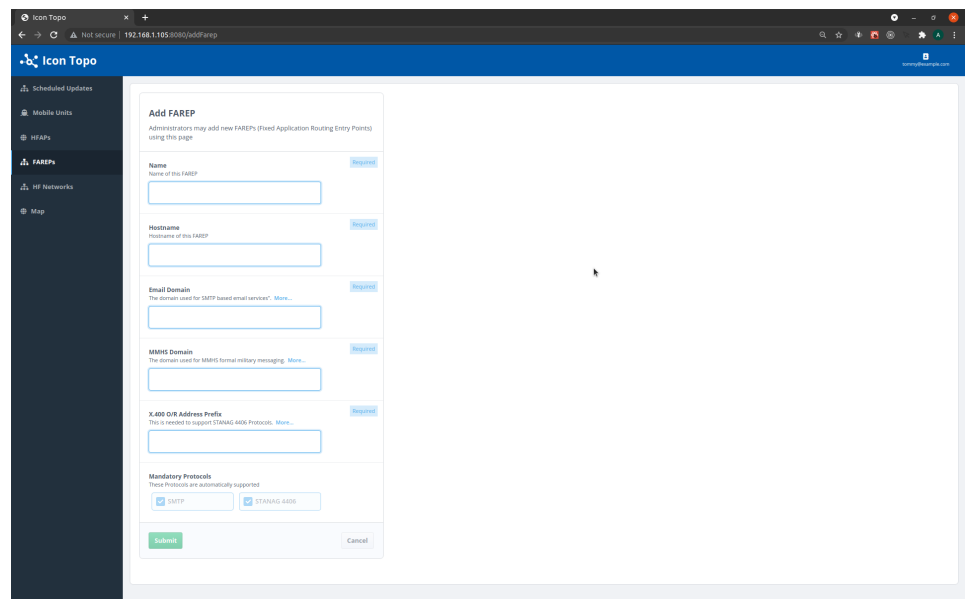 Icon Topo
Not secure | 192.168.1.105:8080/addFarep
A
Icon Topo
tommy@example.com
Scheduled Updates
Mobile Units
HFAPs
FAREPs
HF Networks
Map
Add FAREP
Administrators may add new FAREPs (Fixed Application Routing Entry Points)
using this page
Name
Required
Name of this FAREP
Hostname
Required
Hostname of this FAREP
Email Domain
Required
The domain used for SMTP based email services". More...
MMHS Domain
Required
The domain used for MMHS formal military messaging. More...
X.400 O/R Address Prefix
Required
This is needed to support STANAG 4406 Protocols. More...
Mandatory Protocols
These Protocols are automatically supported
SMTP
STANAG 4406
Submit
Cancel